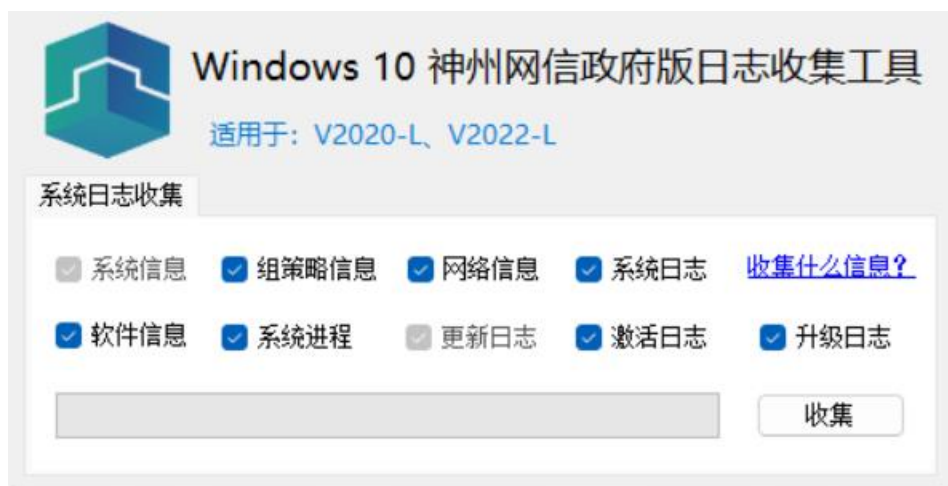 Windows 10 神州网信政府版日志收集工具
适用于：V2020-L、V2022-L
系统日志收集
系统信息 组策略信息 网络信息 系统日志 收集什么信息？
软件信息 系统进程 更新日志 激活日志 升级日志
收集